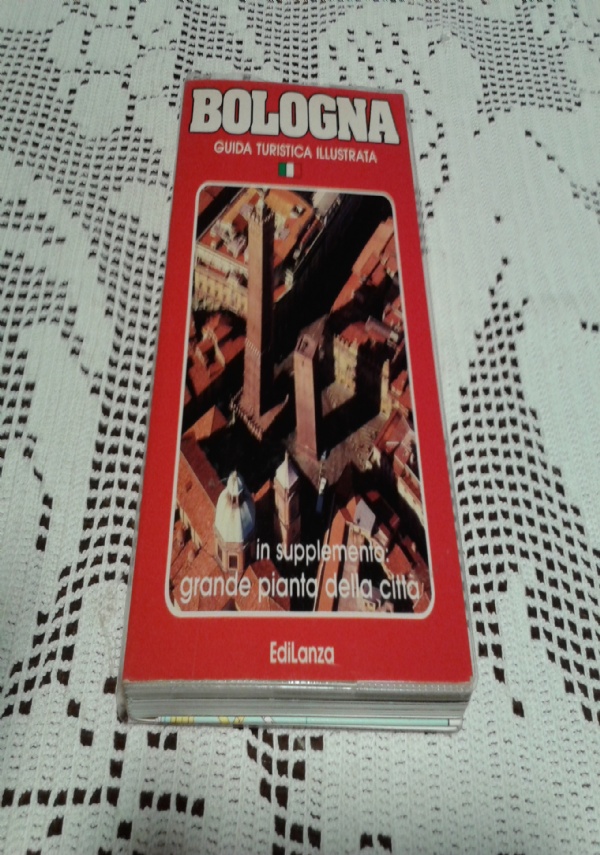 BOLOGNA
GUIDA TURISTICA ILLUSTRATA
in supplemento:
grande pianta della città
EdiLanza